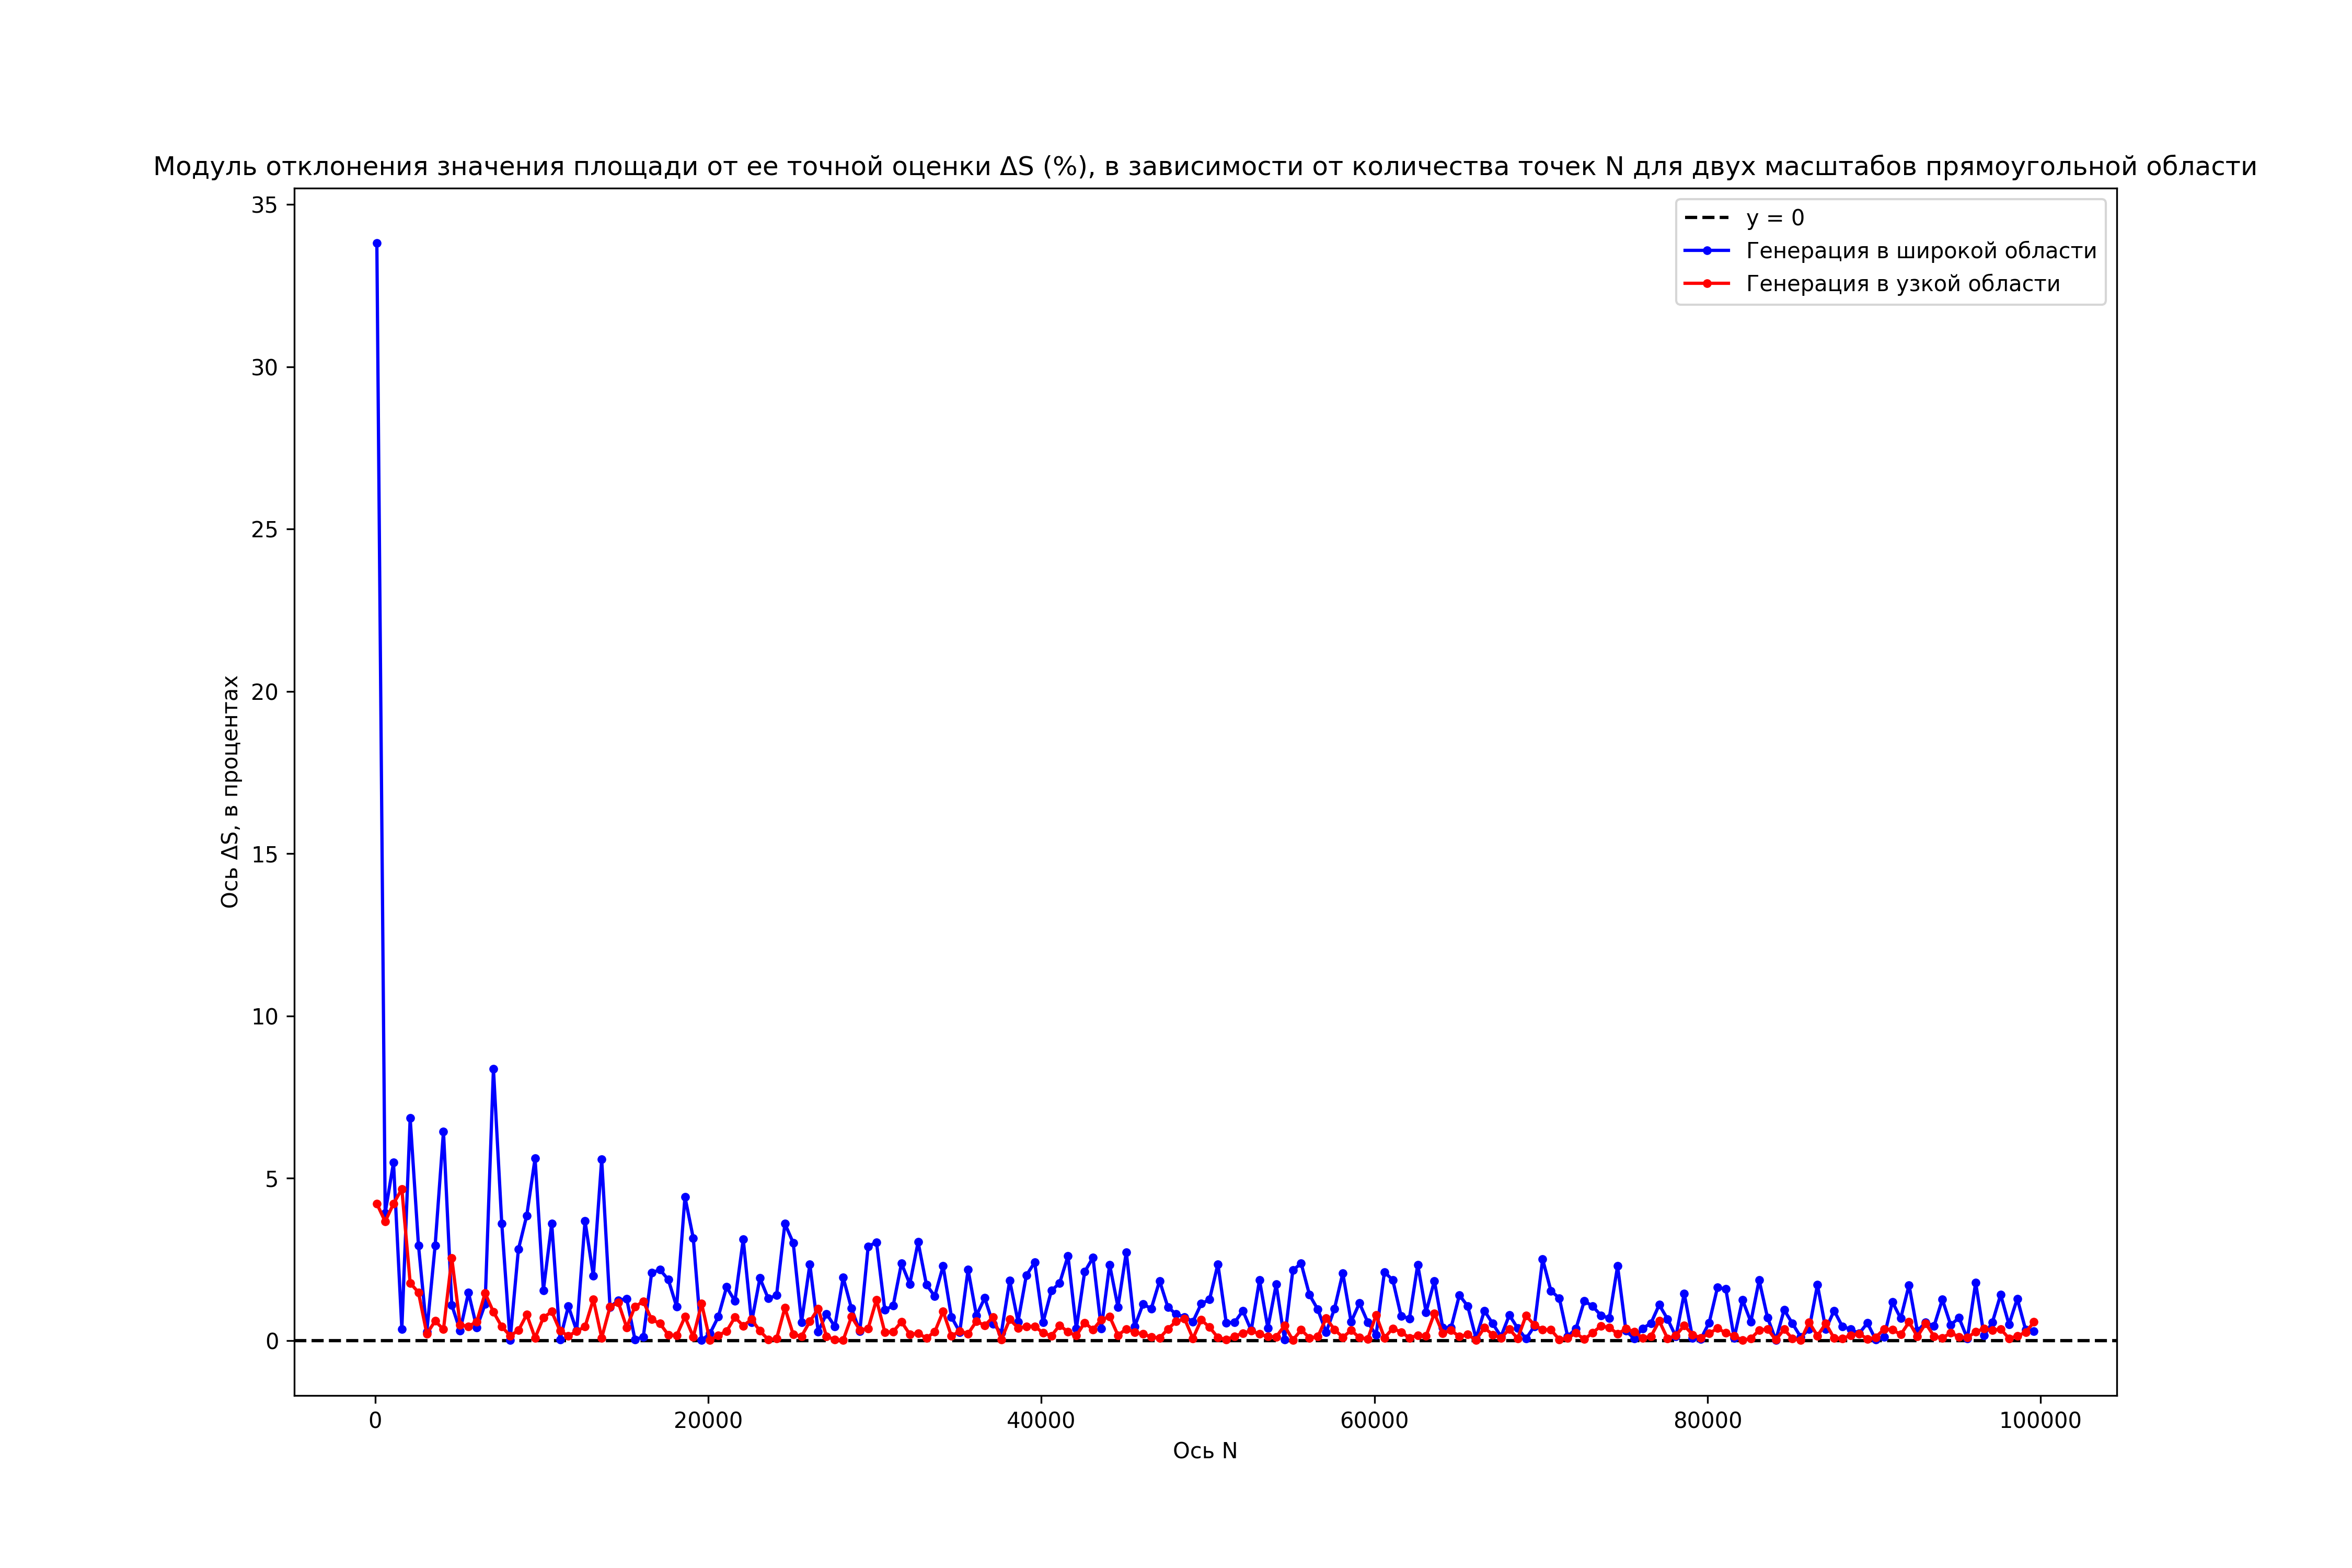 Модуль отклонения значения площади от ее точной оценки ΔS (%), в зависимости от количества точек N для двух масштабов прямоугольной области
y = 0
Генерация в широкой области
Генерация в узкой области
Ось ΔS, в процентах
35
30
25
20
15
10
5
0
0 20000 40000 60000 80000 100000
Ось N